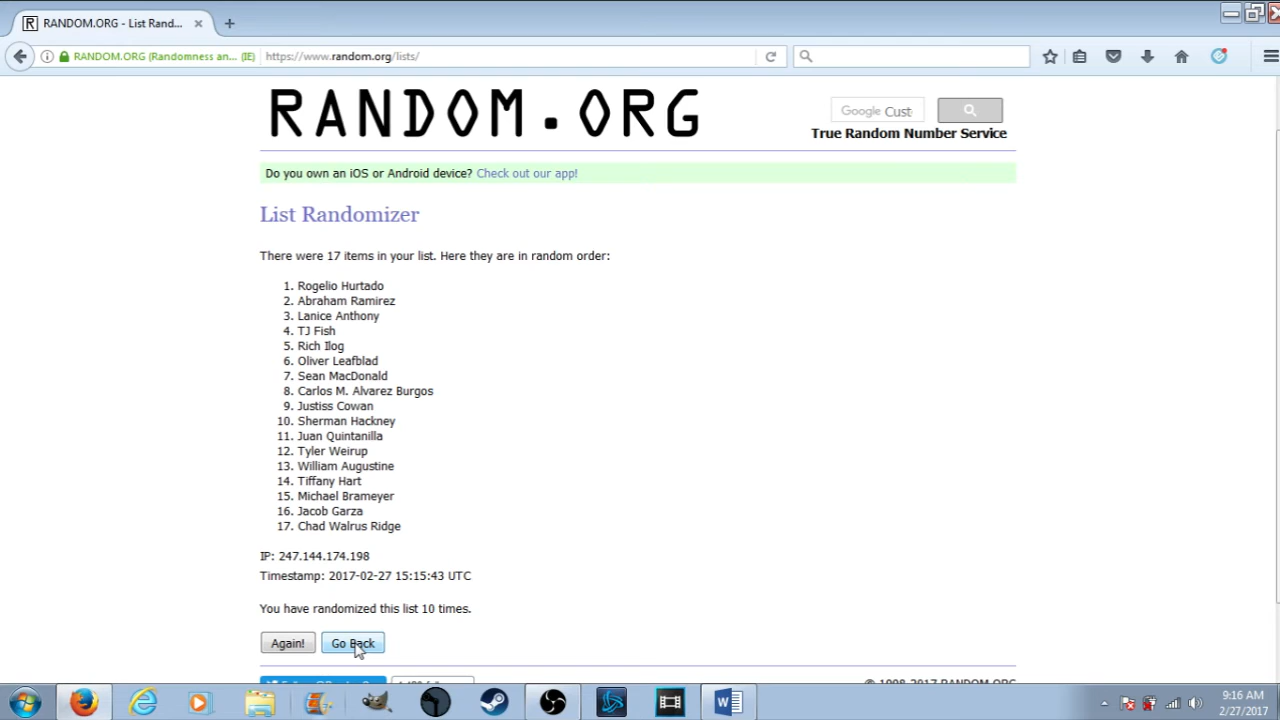 RANDOM.ORG - List Rand...
RANDOM.ORG (Randomness an... (IE)
https://www.random.org/lists/
RANDOM.ORG
Google Cust
True Random Number Service
Do you own an iOS or Android device? Check out our app!
List Randomizer
There were 17 items in your list. Here they are in random order:
1. Rogelio Hurtado
2. Abraham Ramirez
3. Lanice Anthony
4. TJ Fish
5. Rich Ilog
6. Oliver Leafblad
7. Sean MacDonald
8. Carlos M. Alvarez Burgos
9. Justiss Cowan
10. Sherman Hackney
11. Juan Quintanilla
12. Tyler Weirup
13. William Augustine
14. Tiffany Hart
15. Michael Brameyer
16. Jacob Garza
17. Chad Walrus Ridge
IP: 247.144.174.198
Timestamp: 2017-02-27 15:15:43 UTC
You have randomized this list 10 times.
Again! Go Back
© 1998-2017 RANDOM.ORG
9:16 AM
2/27/2017